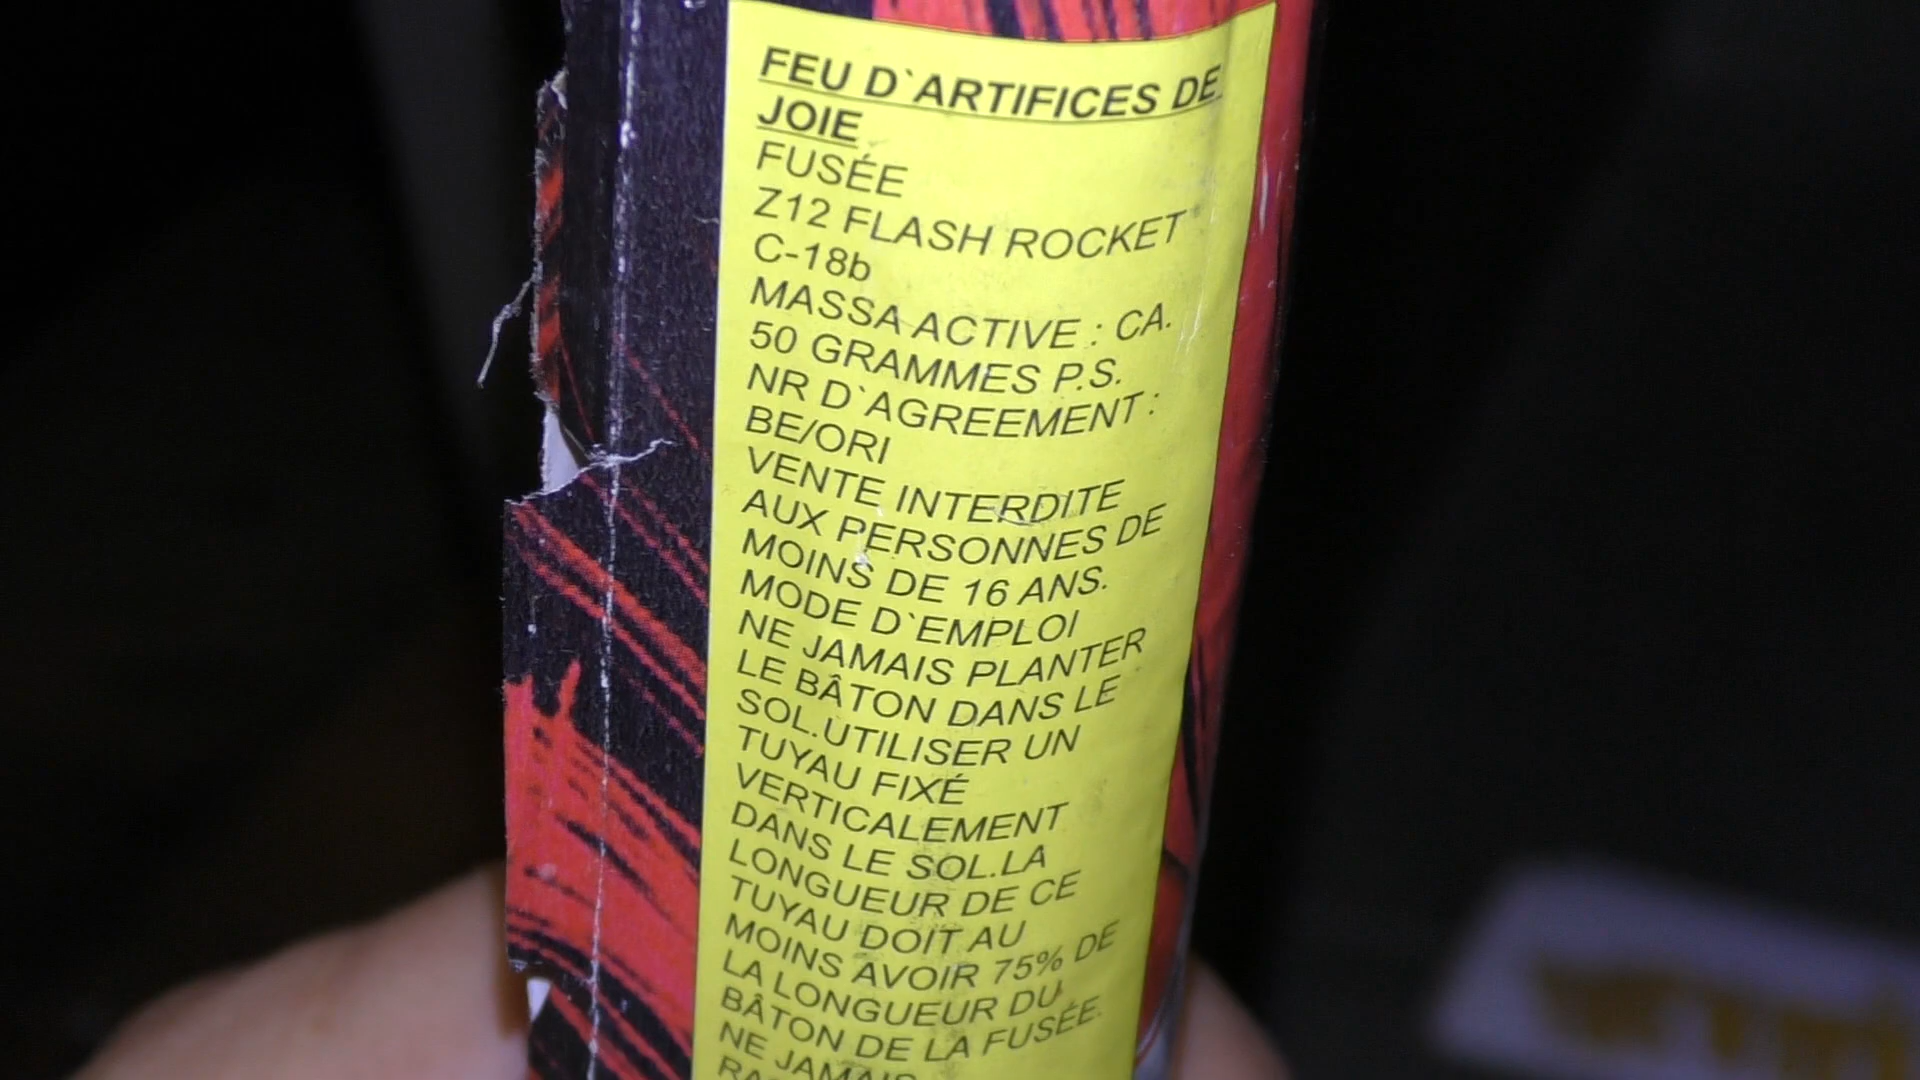 FEU D`ARTIFICES DE
JOIE
FUSÉE
Z12 FLASH ROCKET
C-18b
MASSA ACTIVE : CA.
50 GRAMMES P.S.
NR D`AGREEMENT :
BE/ORI
VENTE INTERDITE
AUX PERSONNES DE
MOINS DE 16 ANS.
MODE D`EMPLOI
NE JAMAIS PLANTER
LE BÂTON DANS LE
SOL.UTILISER UN
TUYAU FIXÉ
VERTICALEMENT
DANS LE SOL.LA
LONGUEUR DE CE
TUYAU DOIT AU
MOINS AVOIR 75% DE
LA LONGUEUR DU
BÂTON DE LA FUSÉE.
NE JAMAIS